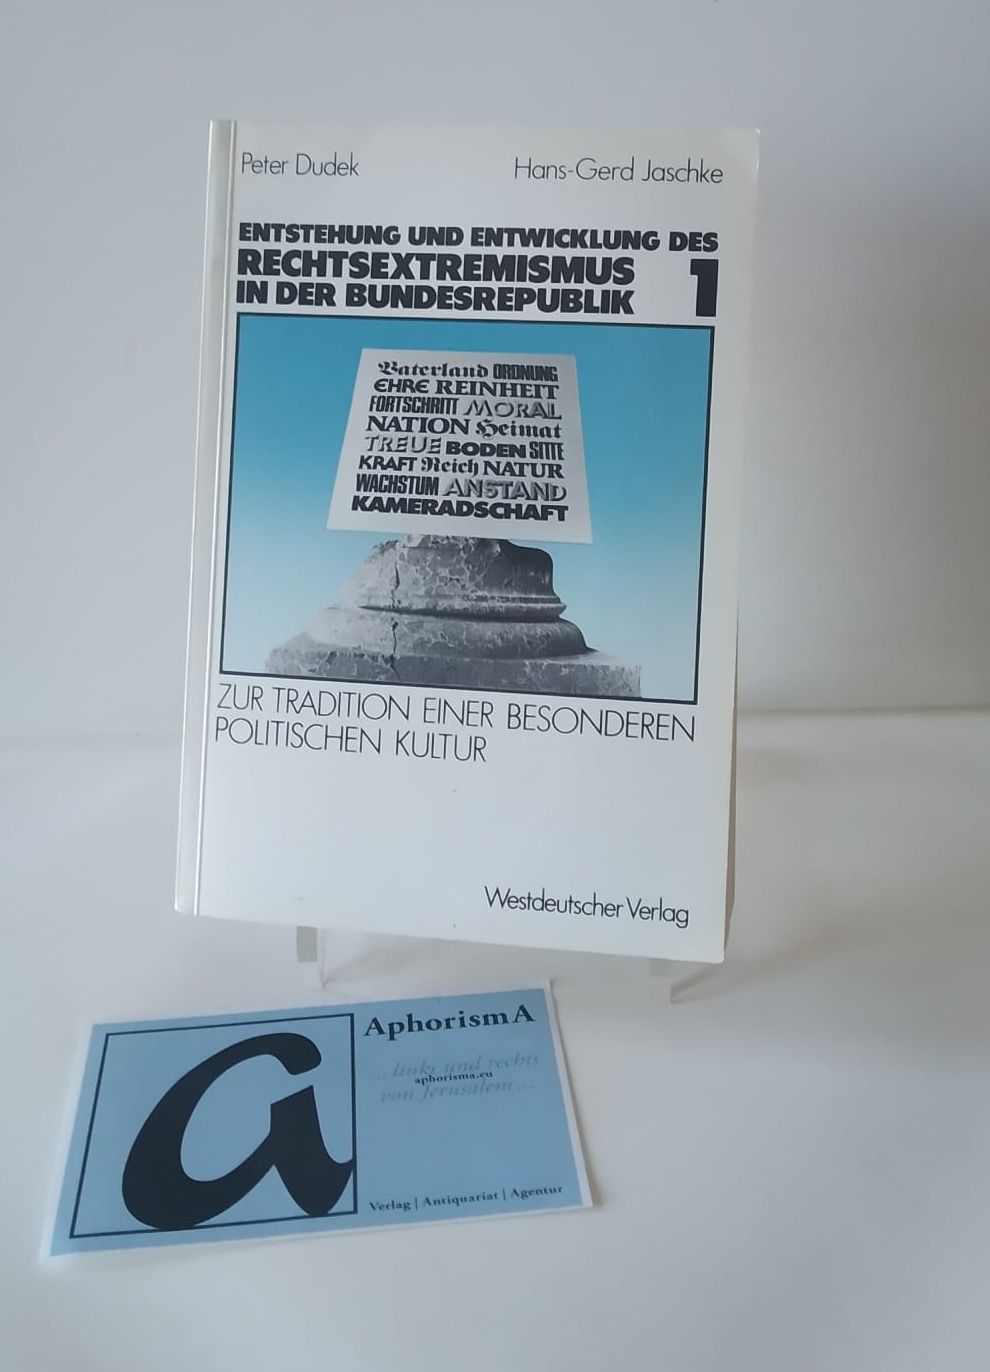 Peter Dudek Hans-Gerd Jaschke
ENTSTEHUNG UND ENTWICKLUNG DES
RECHTSEXTREMISMUS 1
IN DER BUNDESREPUBLIK
Vaterland ORDNUNG
EHRE REINHEIT
FORTSCHRITT MORAL
NATION Heimat
TREUE BODEN SITTE
KRAFT Reich NATUR
WACHSTUM ANSTAND
KAMERADSCHAFT
ZUR TRADITION EINER BESONDEREN
POLITISCHEN KULTUR
Westdeutscher Verlag
a
AphorismA
... links und rechts
aphorisma.eu
von Jerusalem ...
Verlag | Antiquariat | Agentur